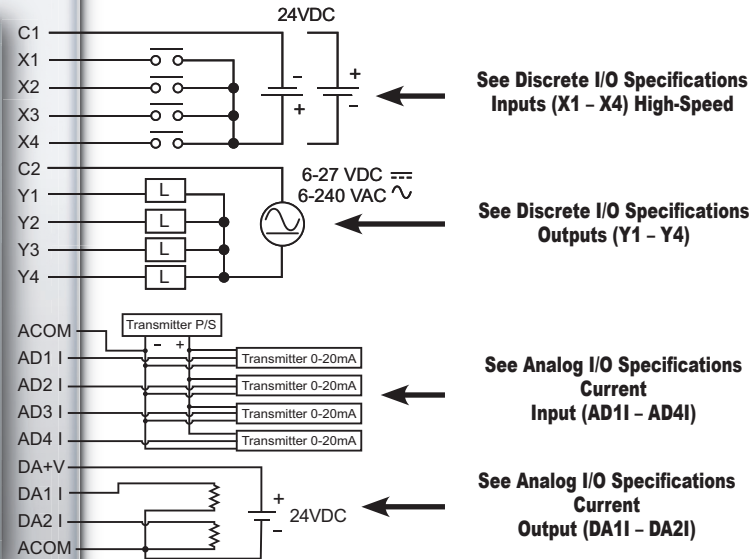 24VDC
C1
X1
X2
X3
X4
– +
+ –
See Discrete I/O Specifications
Inputs (X1 – X4) High-Speed
C2
Y1
Y2
Y3
Y4
L
L
L
L
6-27 VDC
6-240 VAC
See Discrete I/O Specifications
Outputs (Y1 – Y4)
ACOM
AD1 I
AD2 I
AD3 I
AD4 I
Transmitter P/S
– +
Transmitter 0-20mA
Transmitter 0-20mA
Transmitter 0-20mA
Transmitter 0-20mA
See Analog I/O Specifications
Current
Input (AD1I – AD4I)
DA+V
DA1 I
DA2 I
ACOM
+
24VDC
–
See Analog I/O Specifications
Current
Output (DA1I – DA2I)